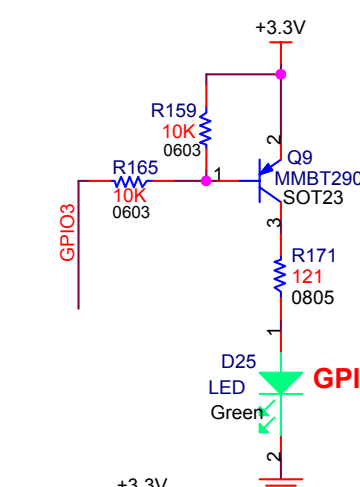 +3.3V
R159
10K
0603
2
Q9
MMBT290
SOT23
R165
10K
0603
1
3
GPIO3
R171
121
0805
1
D25
LED
Green
GPI
2
+3.3V